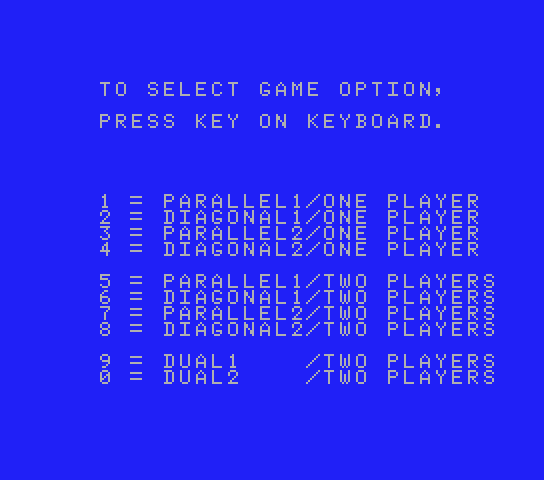 TO SELECT GAME OPTION,
PRESS KEY ON KEYBOARD.
1 = PARALLEL1/ONE PLAYER
2 = DIAGONAL1/ONE PLAYER
3 = PARALLEL2/ONE PLAYER
4 = DIAGONAL2/ONE PLAYER
5 = PARALLEL1/TWO PLAYERS
6 = DIAGONAL1/TWO PLAYERS
7 = PARALLEL2/TWO PLAYERS
8 = DIAGONAL2/TWO PLAYERS
9 = DUAL1    /TWO PLAYERS
0 = DUAL2    /TWO PLAYERS